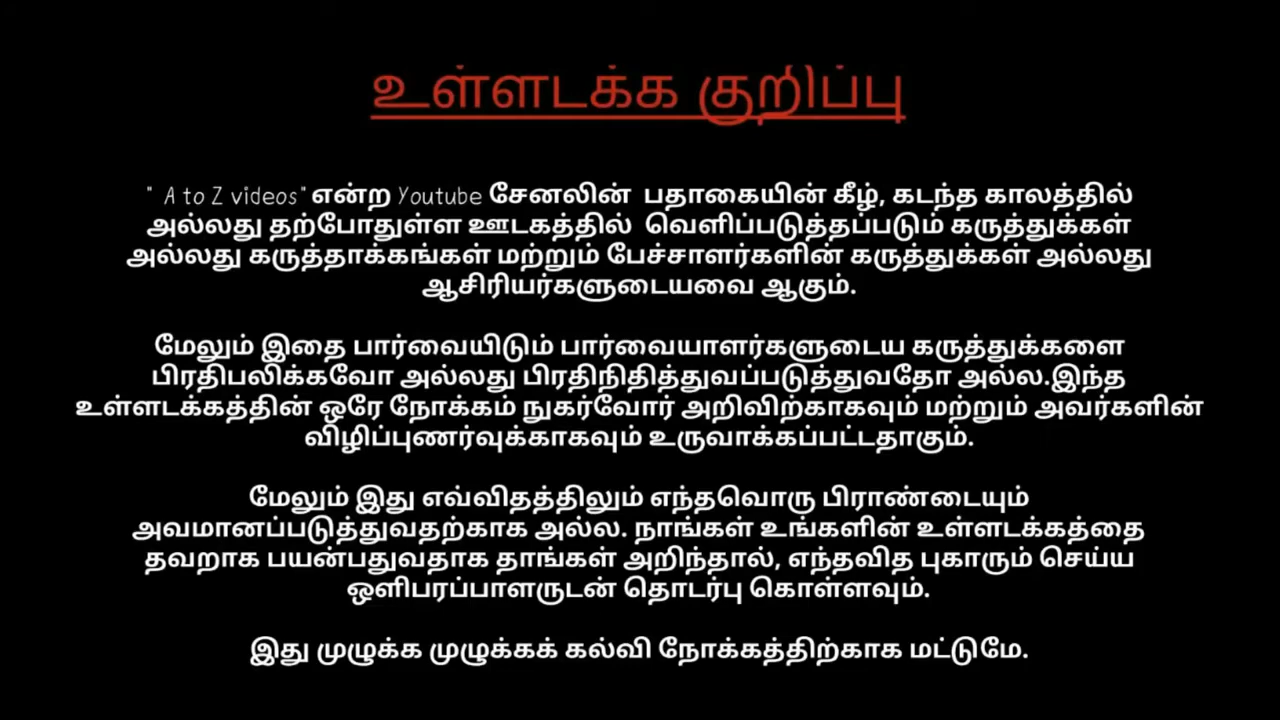 உள்ளடக்க குறிப்பு
" A to Z videos" என்ற Youtube சேனலின் பதாகையின் கீழ், கடந்த காலத்தில்
அல்லது தற்போதுள்ள ஊடகத்தில் வெளிப்படுத்தப்படும் கருத்துக்கள்
அல்லது கருத்தாக்கங்கள் மற்றும் பேச்சாளர்களின் கருத்துக்கள் அல்லது
ஆசிரியர்களுடையவை ஆகும்.
மேலும் இதை பார்வையிடும் பார்வையாளர்களுடைய கருத்துக்களை
பிரதிபலிக்கவோ அல்லது பிரதிநிதித்துவப்படுத்துவதோ அல்ல.இந்த
உள்ளடக்கத்தின் ஒரே நோக்கம் நுகர்வோர் அறிவிற்காகவும் மற்றும் அவர்களின்
விழிப்புணர்வுக்காகவும் உருவாக்கப்பட்டதாகும்.
மேலும் இது எவ்விதத்திலும் எந்தவொரு பிராண்டையும்
அவமானப்படுத்துவதற்காக அல்ல. நாங்கள் உங்களின் உள்ளடக்கத்தை
தவறாக பயன்பதுவதாக தாங்கள் அறிந்தால், எந்தவித புகாரும் செய்ய
ஒளிபரப்பாளருடன் தொடர்பு கொள்ளவும்.
இது முழுக்க முழுக்கக் கல்வி நோக்கத்திற்காக மட்டுமே.